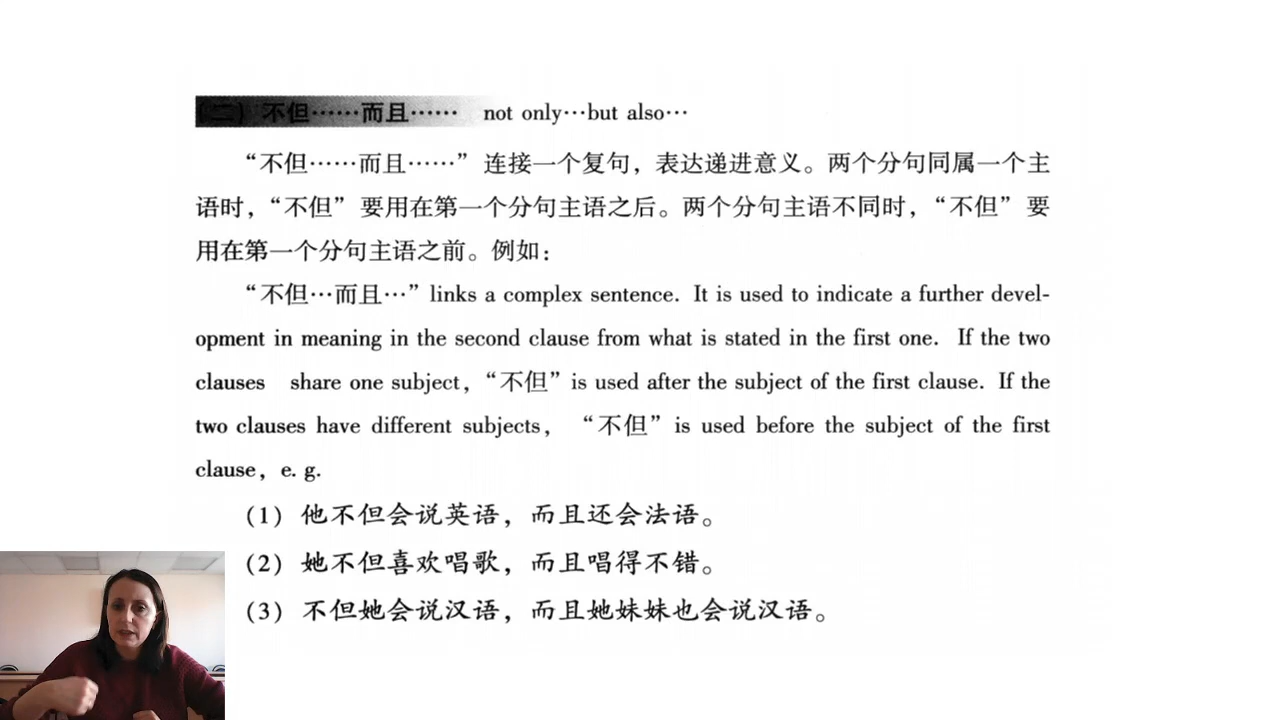 （二）不但……而且…… not only…but also…
“不但……而且……”连接一个复句，表达递进意义。两个分句同属一个主
语时，“不但”要用在第一个分句主语之后。两个分句主语不同时，“不但”要
用在第一个分句主语之前。例如：
“不但…而且…”links a complex sentence. It is used to indicate a further devel-
opment in meaning in the second clause from what is stated in the first one. If the two
clauses share one subject，“不但”is used after the subject of the first clause. If the
two clauses have different subjects， “不但”is used before the subject of the first
clause，e. g.
（1）他不但会说英语，而且还会法语。
（2）她不但喜欢唱歌，而且唱得不错。
（3）不但她会说汉语，而且她妹妹也会说汉语。